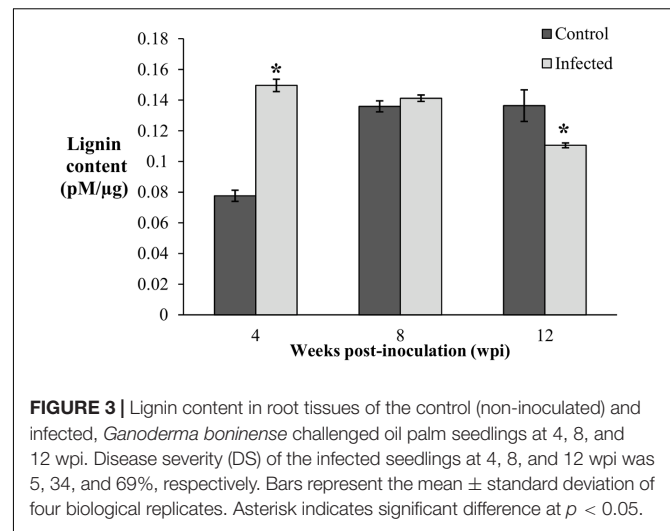 0.18
0.16
0.14
0.12
0.1
0.08
0.06
0.04
0.02
0
Lignin
content
(pM/µg)
Control
Infected
*
*
4
8
12
Weeks post-inoculation (wpi)
FIGURE 3 | Lignin content in root tissues of the control (non-inoculated) and
infected, Ganoderma boninense challenged oil palm seedlings at 4, 8, and
12 wpi. Disease severity (DS) of the infected seedlings at 4, 8, and 12 wpi was
5, 34, and 69%, respectively. Bars represent the mean ± standard deviation of
four biological replicates. Asterisk indicates significant difference at p < 0.05.